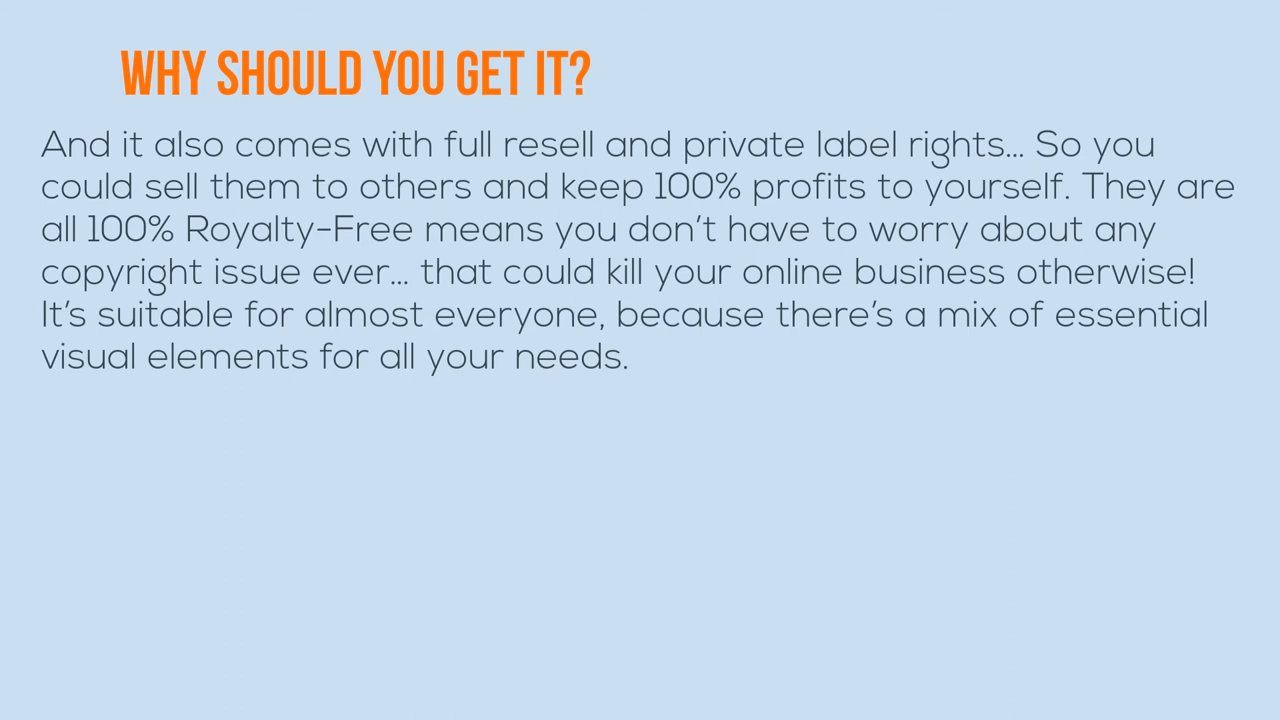 WHY SHOULD YOU GET IT?
And it also comes with full resell and private label rights... So you
could sell them to others and keep 100% profits to yourself. They are
all 100% Royalty-Free means you don't have to worry about any
copyright issue ever... that could kill your online business otherwise!
It's suitable for almost everyone, because there's a mix of essential
visual elements for all your needs.